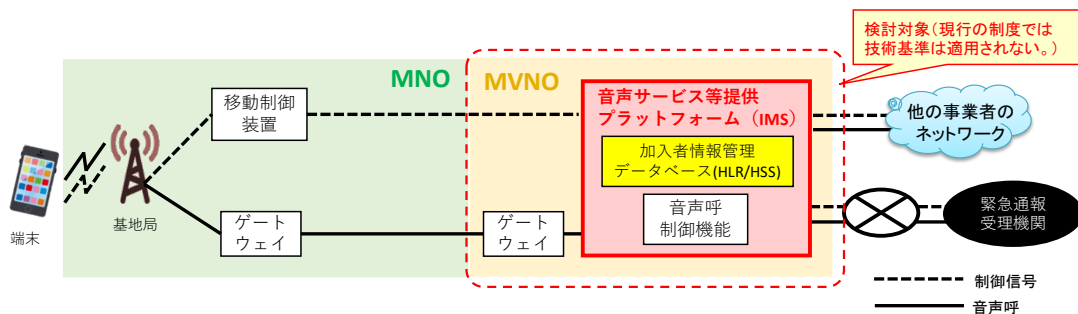 検討対象(現行の制度では
技術基準は適用されない。)
MNO
MVNO
移動制御
装置
音声サービス等提供
プラットフォーム（IMS）
他の事業者の
ネットワーク
加入者情報管理
データベース(HLR/HSS)
端末
基地局
ゲート
ウェイ
ゲート
ウェイ
音声呼
制御機能
緊急通報
受理機関
制御信号
音声呼